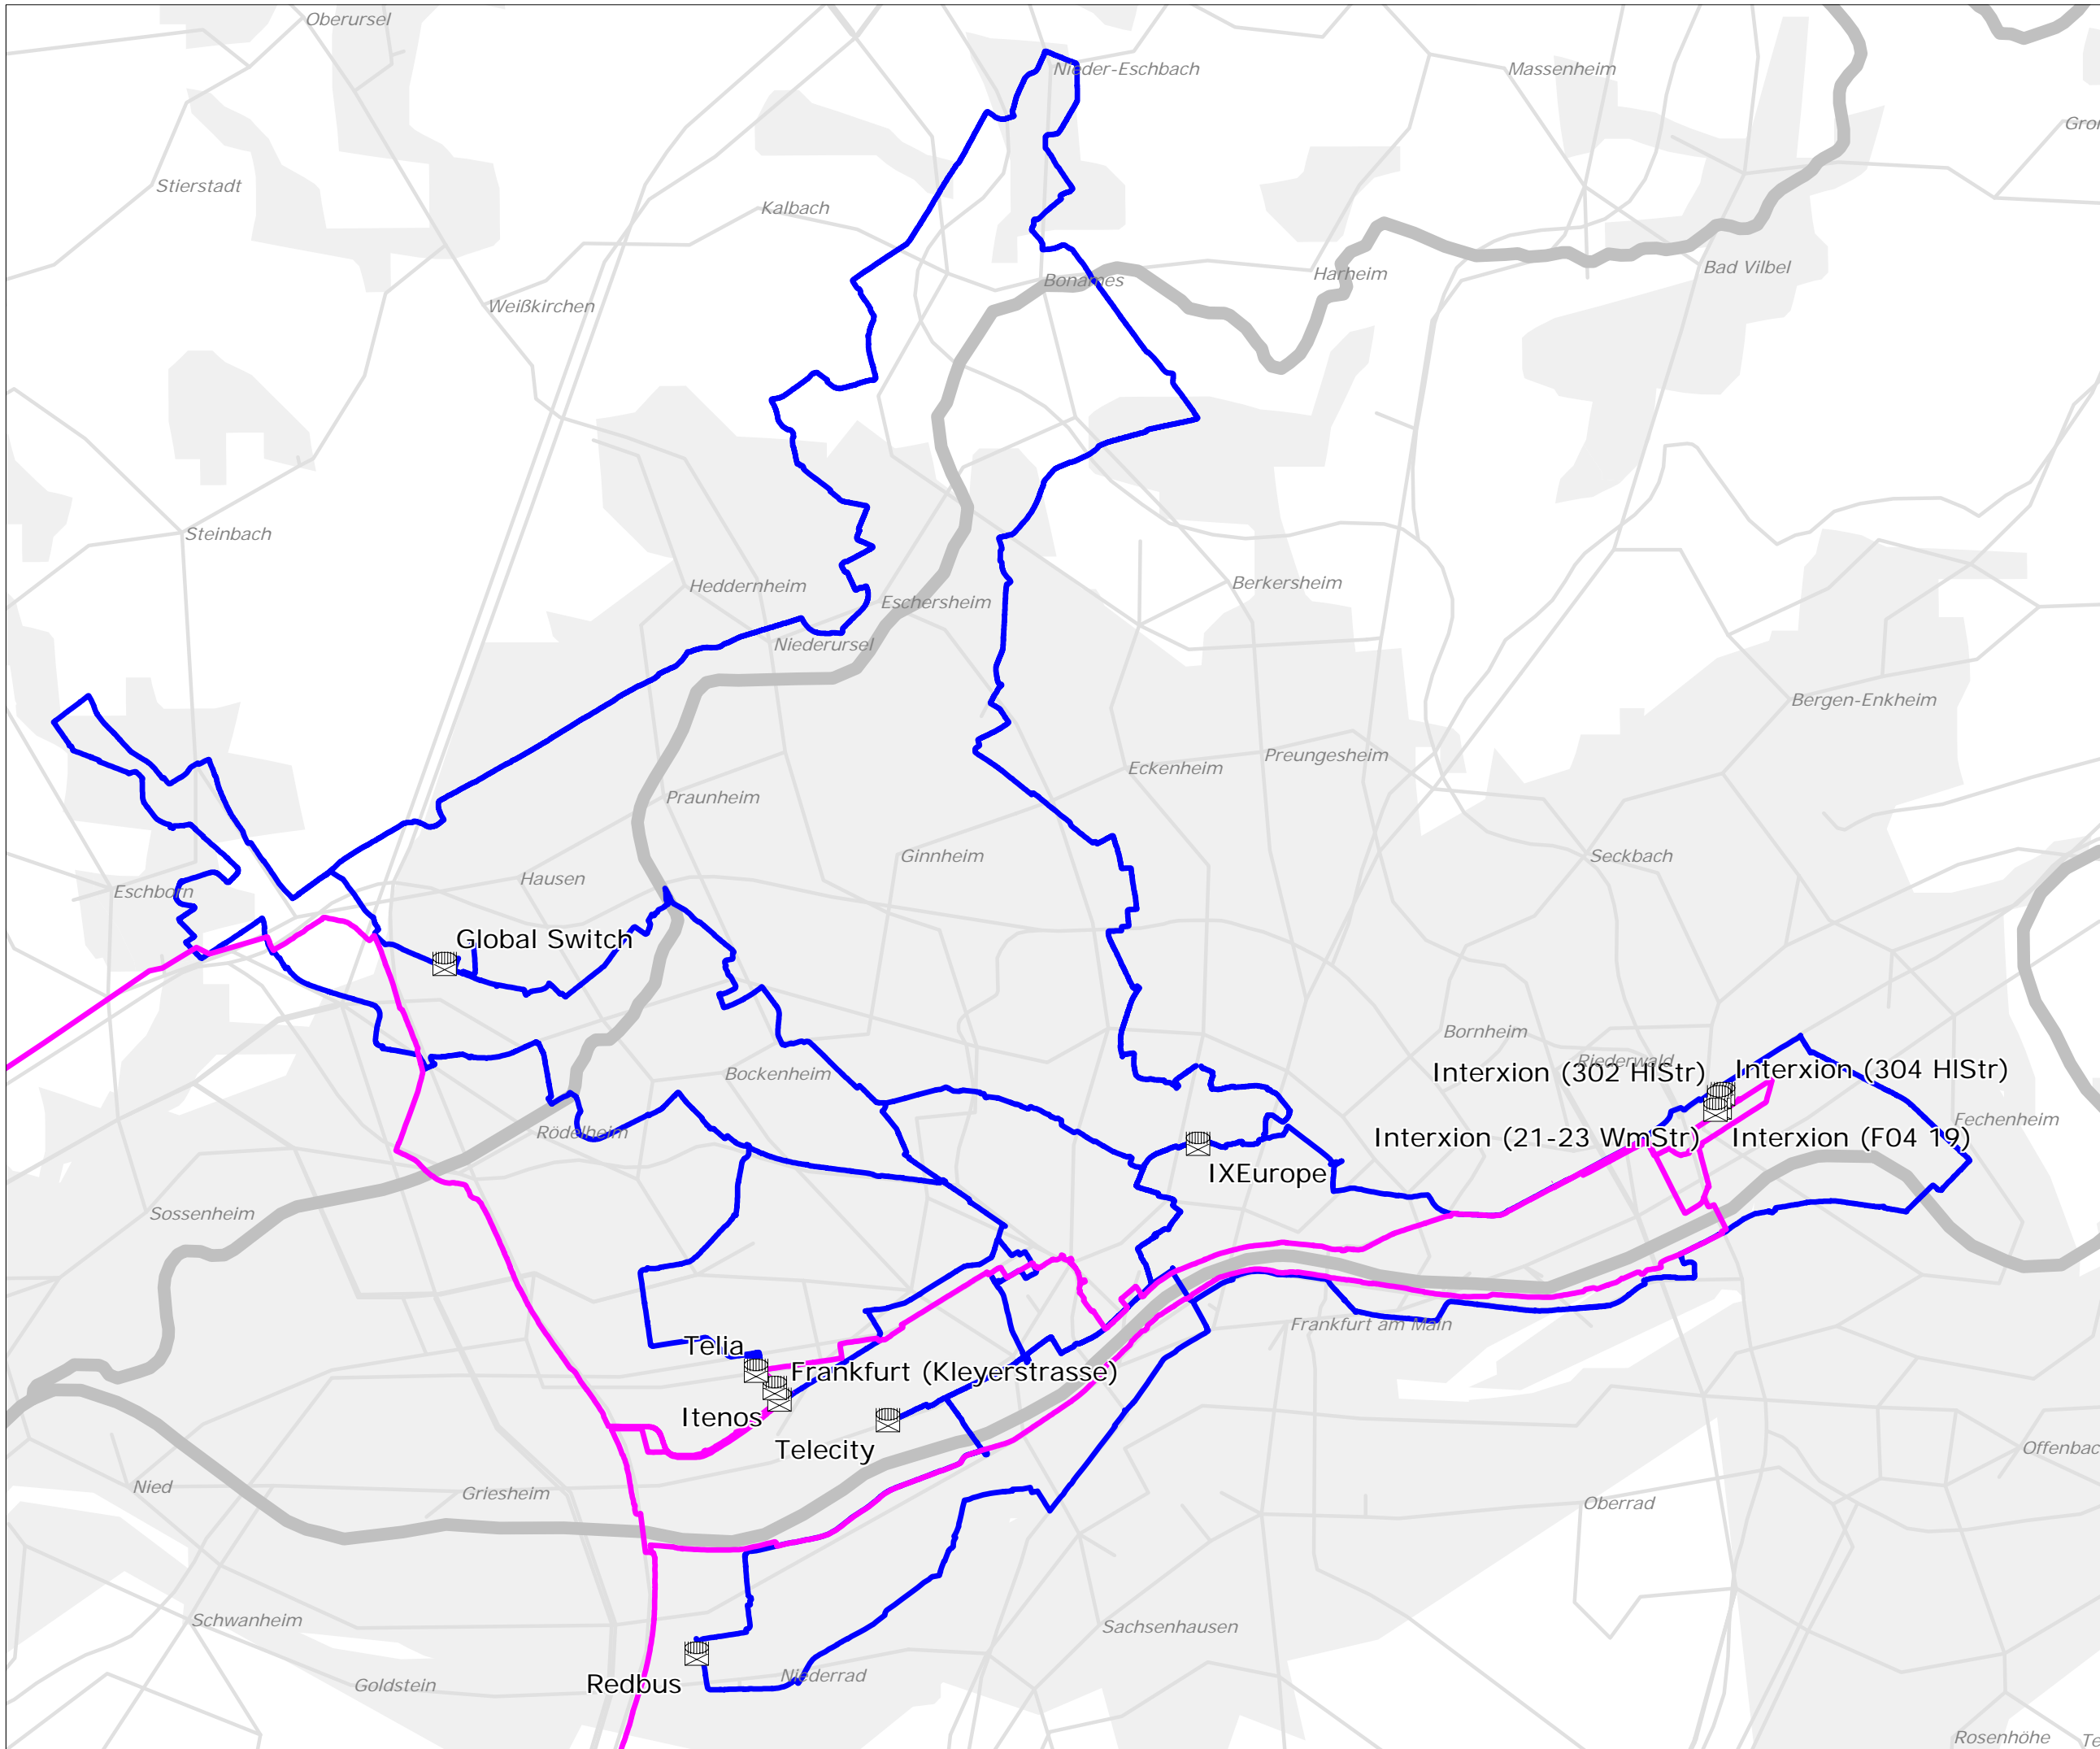 Oberursel
Nieder-Eschbach
Massenheim
Stierstadt
Kalbach
Weißkirchen
Bonames
Harheim
Bad Vilbel
Steinbach
Heddernheim
Eschersheim
Berkersheim
Niederursel
Bergen-Enkheim
Praunheim
Eckenheim
Preungesheim
Ginnheim
Seckbach
Hausen
Eschborn
Global Switch
Bornheim
Riederwald
Bockenheim
Interxion (302 HlStr)
Interxion (304 HlStr)
Fechenheim
Rödelheim
Interxion (21-23 WmStr)
Interxion (F04 19)
IXEurope
Sossenheim
Frankfurt am Main
Telia
Frankfurt (Kleyerstrasse)
Itenos
Telecity
Offenbac
Nied
Griesheim
Oberrad
Schwanheim
Sachsenhausen
Redbus
Niederrad
Goldstein
Rosenhöhe